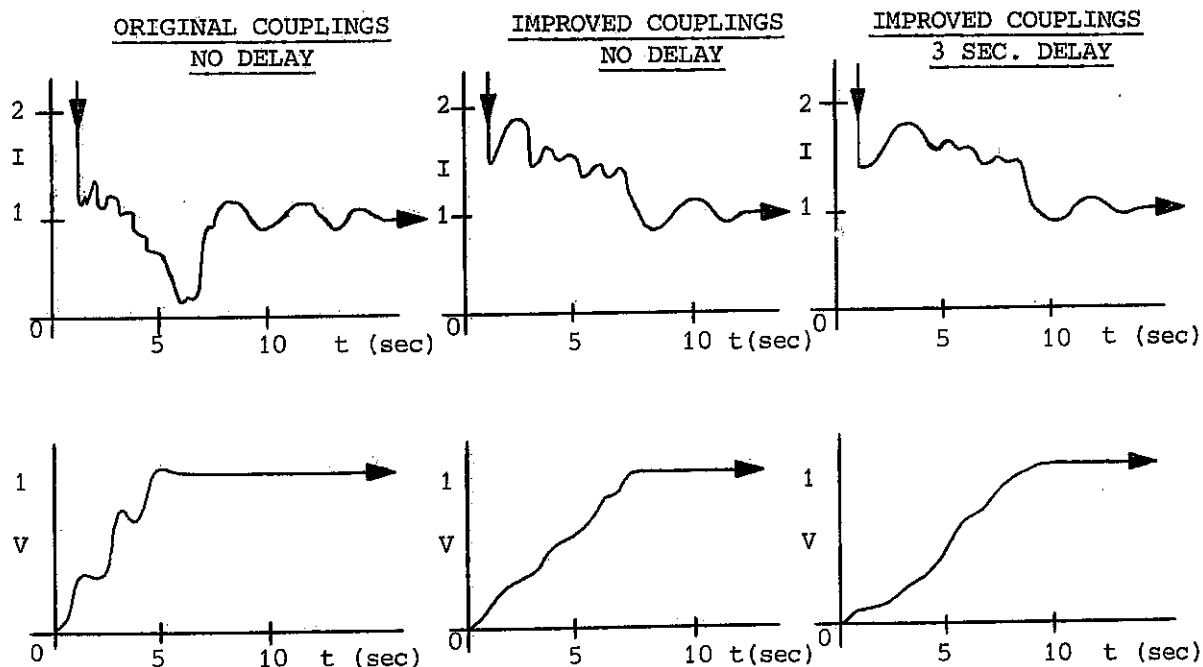 ORIGINAL COUPLINGS
NO DELAY
IMPROVED COUPLINGS
NO DELAY
IMPROVED COUPLINGS
3 SEC. DELAY
2
I
1
0
5
10
t (sec)
2
I
1
0
5
10
t(sec)
2
I
1
0
5
10
t (sec)
1
V
0
5
10
t (sec)
1
V
0
5
10
t (sec)
1
V
0
5
10
t (sec)